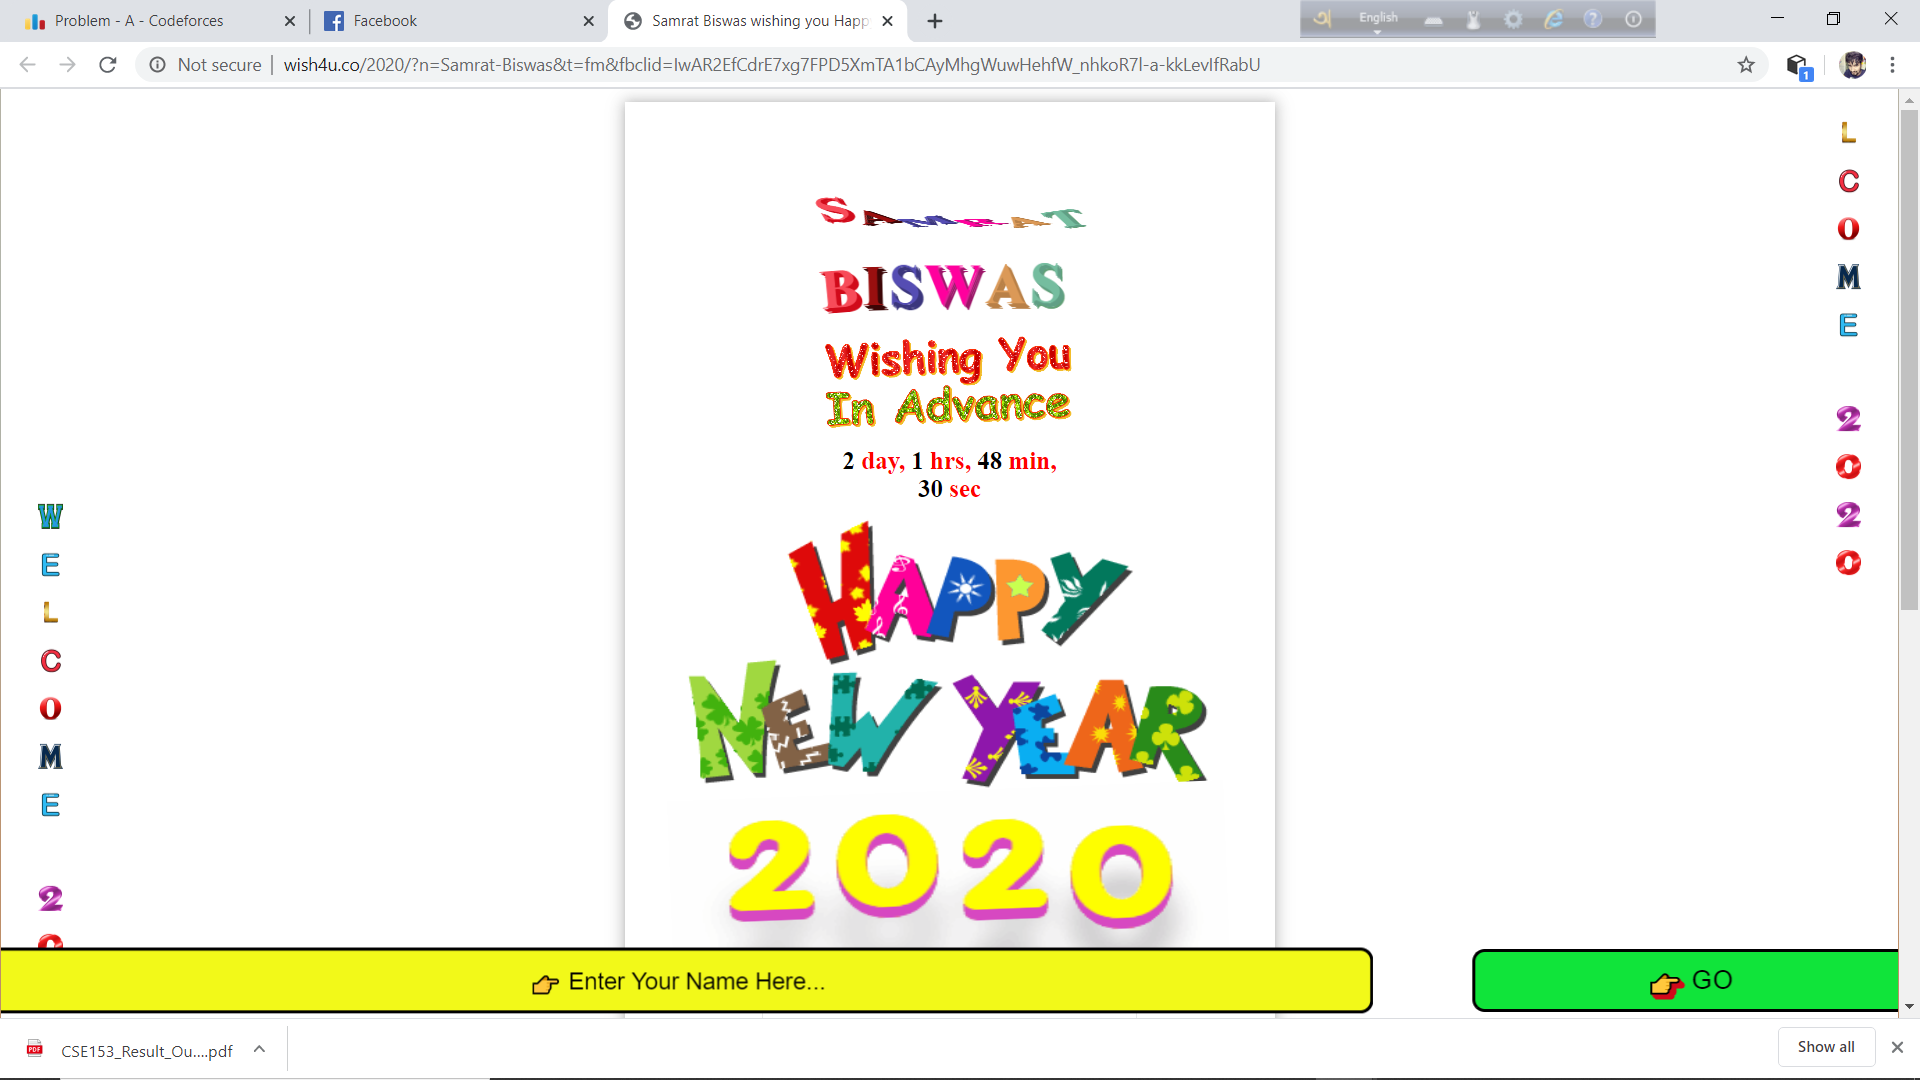 Problem - A - Codeforces
Facebook
Samrat Biswas wishing you Happ
English
Not secure
wish4u.co/2020/?n=Samrat-Biswas&t=fm&fbclid=IwAR2EfCdrE7xg7FPD5XmTA1bCAyMhgWuwHehfW_nhkoR7l-a-kkLevIfRabU
1
SAMRAT
BISWAS
Wishing You
In Advance
2 day, 1 hrs, 48 min,
30 sec
HAPPY
NEW YEAR
2020
W
E
L
C
O
M
E
2
0
L
C
O
M
E
2
0
2
0
👉 Enter Your Name Here...
👉 GO
PDF
CSE153_Result_Ou....pdf
Show all